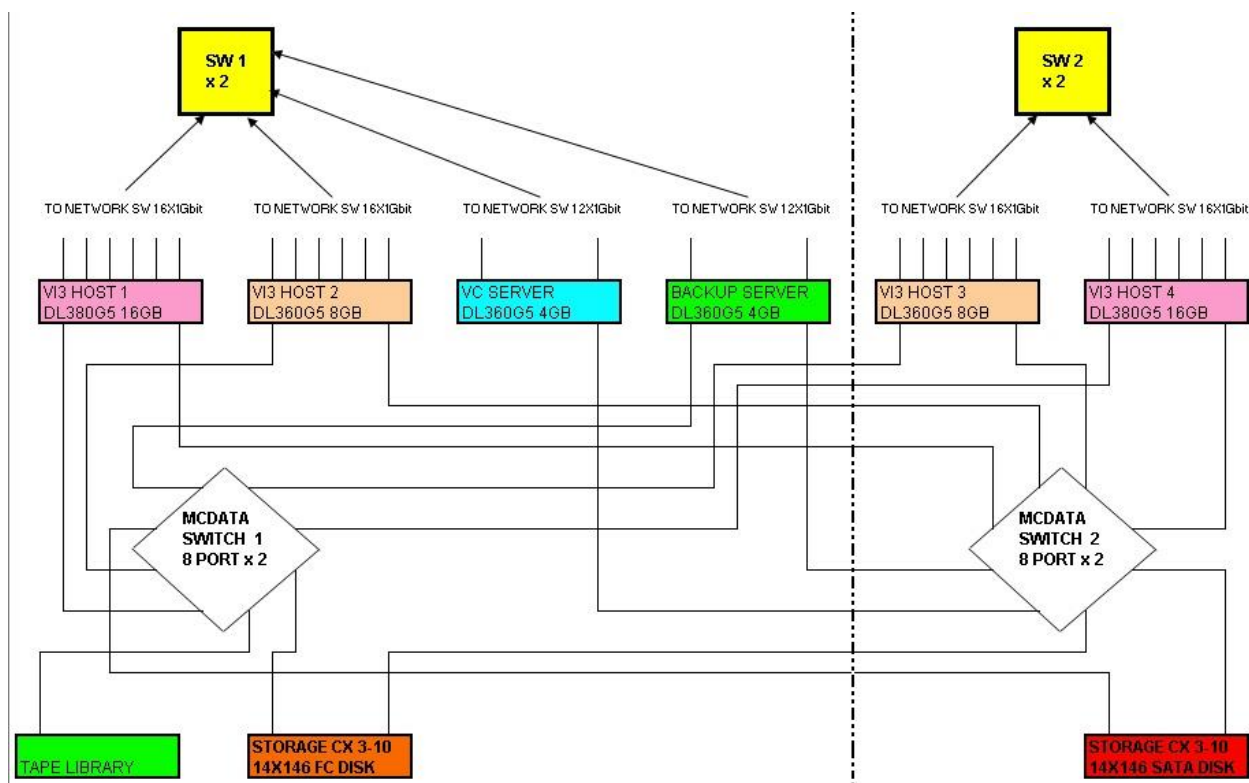 SW 1
x 2
SW 2
x 2
TO NETWORK SW 16X1Gbit
TO NETWORK SW 16X1Gbit
TO NETWORK SW 12X1Gbit
TO NETWORK SW 12X1Gbit
TO NETWORK SW 16X1Gbit
TO NETWORK SW 16X1Gbit
VI3 HOST 1
DL380G5 16GB
VI3 HOST 2
DL360G5 8GB
VC SERVER
DL360G5 4GB
BACKUP SERVER
DL360G5 4GB
VI3 HOST 3
DL360G5 8GB
VI3 HOST 4
DL380G5 16GB
MCDATA
SWITCH 1
8 PORT x 2
MCDATA
SWITCH 2
8 PORT x 2
TAPE LIBRARY
STORAGE CX 3-10
14X146 FC DISK
STORAGE CX 3-10
14X146 SATA DISK